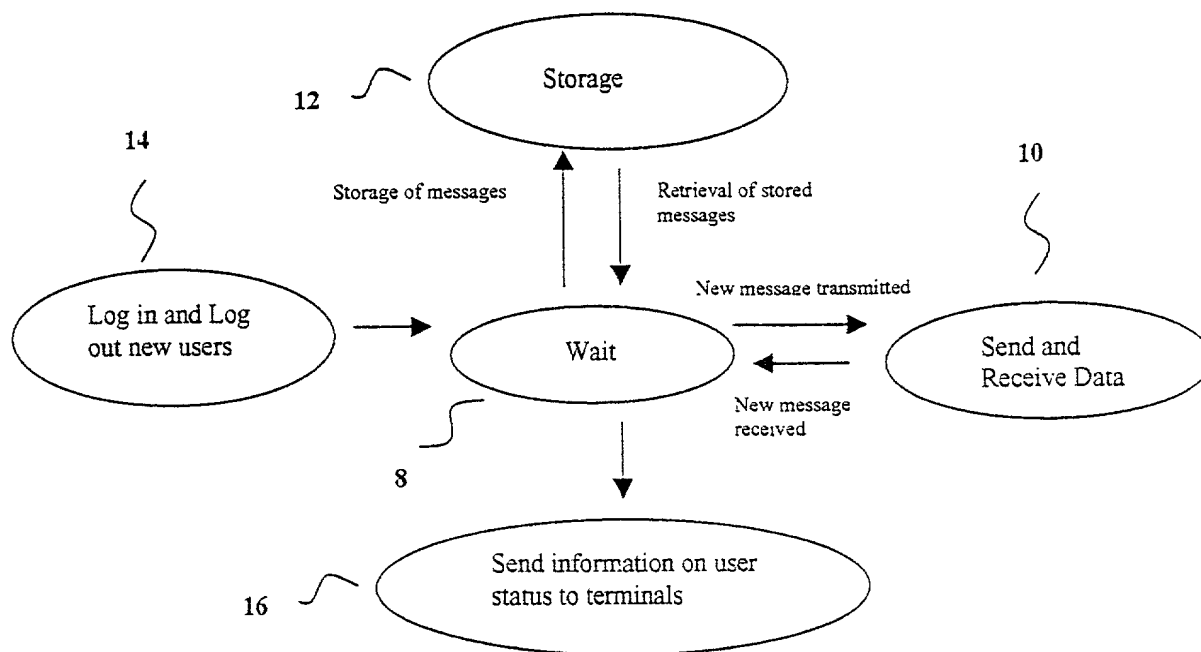 Storage
12
14
10
Storage of messages
Retrieval of stored
messages
New message transmitted
Log in and Log
out new users
Wait
Send and
Receive Data
New message
received
8
Send information on user
status to terminals
16